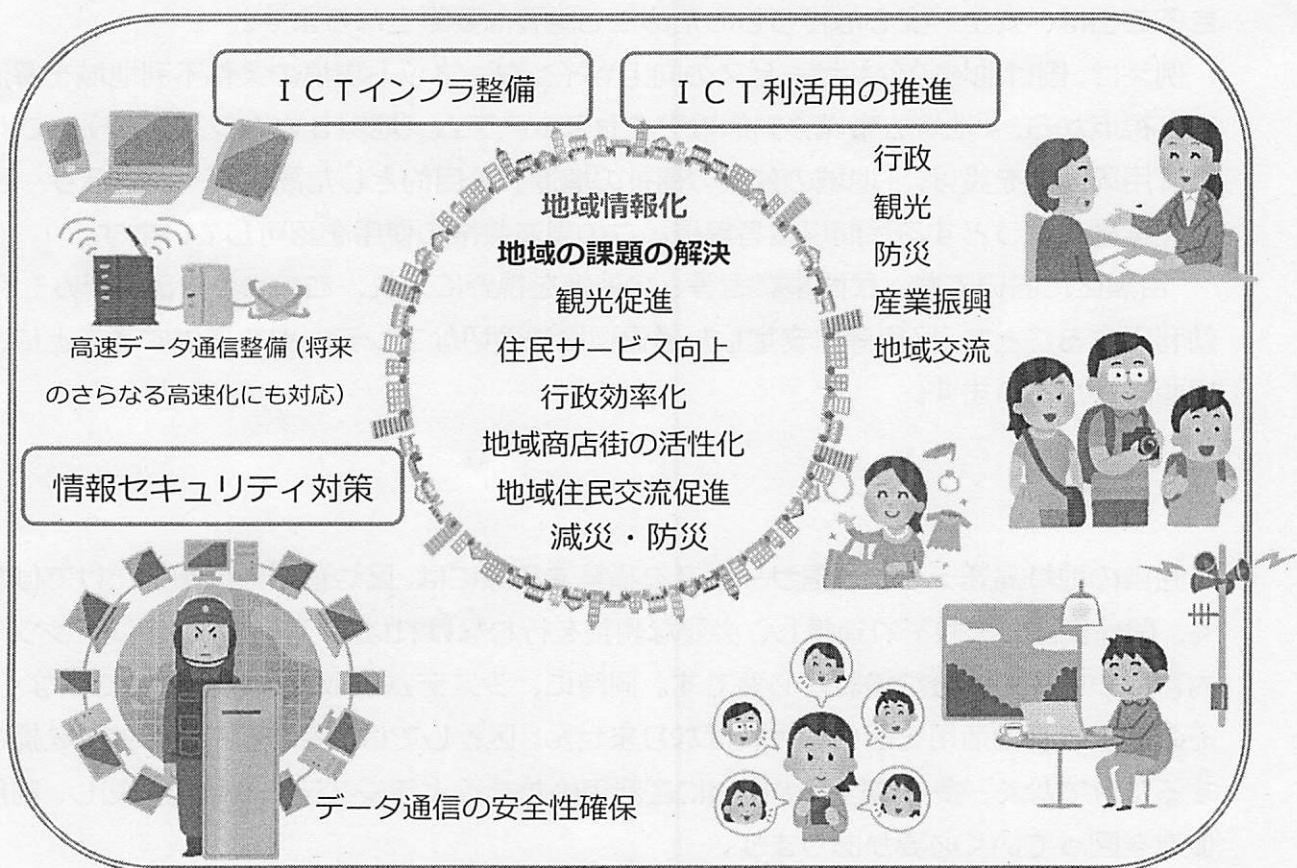 ICTインフラ整備
ICT利活用の推進
行政
観光
防災
産業振興
地域交流
地域情報化
地域の課題の解決
観光促進
住民サービス向上
行政効率化
地域商店街の活性化
地域住民交流促進
減災・防災
高速データ通信整備(将来
のさらなる高速化にも対応)
情報セキュリティ対策
データ通信の安全性確保